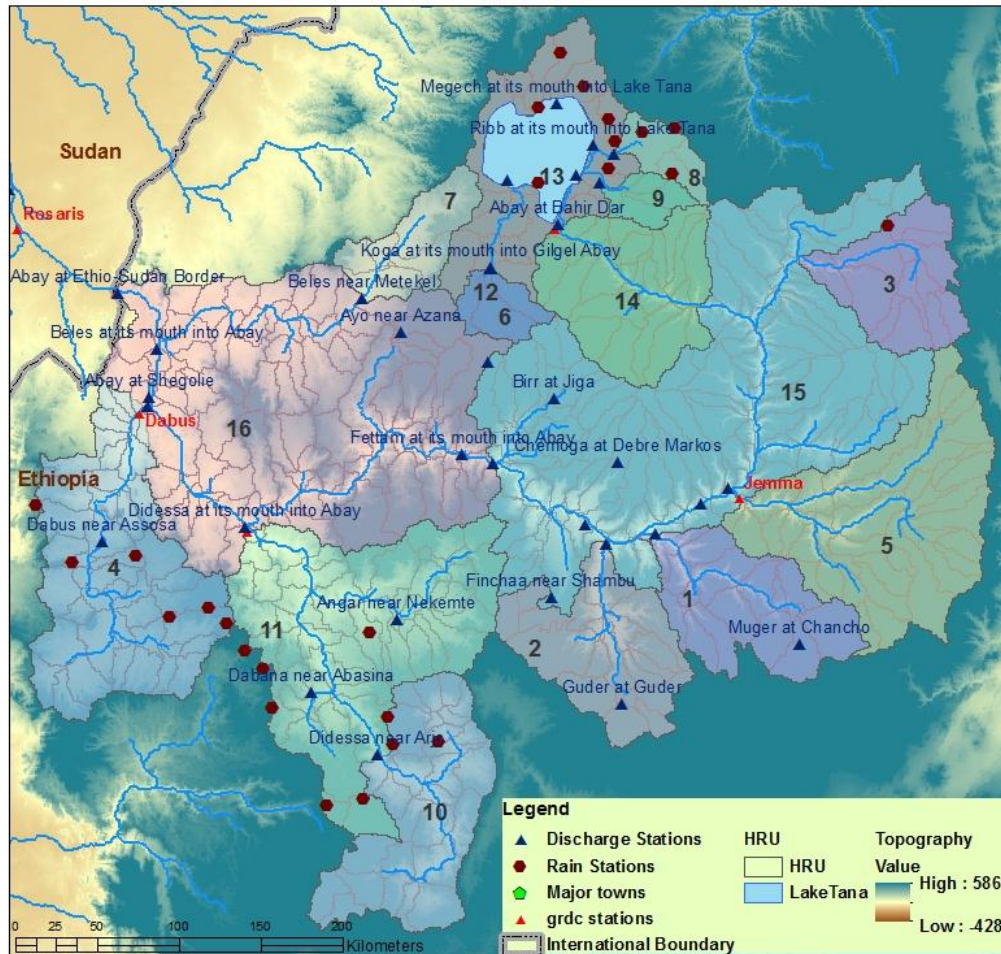 Megech at its mouth into Lake Tana
Ribb at its mouth into Lake Tana
Sudan
13
8
7
9
Rosaris
Abay at Bahir Dar
Koga at its mouth into Gilgel Abay
3
Abay at Ethio-Sudan Border
Beles near Metekel
12
14
6
Ayo near Azana
Beles at its mouth into Abay
15
Abay at Shegolie
Birr at Jiga
Dabus
16
Fettam at its mouth into Abay
Chemoga at Debre Markos
Ethiopia
Jemma
Didessa at its mouth into Abay
Dabus near Assosa
5
4
Finchaa near Shambu
1
Angar near Nekemte
11
Muger at Chancho
2
Dabana near Abasina
Guder at Guder
Didessa near Arjo
10
Legend
Discharge Stations
Rain Stations
Major towns
grdc stations
International Boundary
HRU
HRU
LakeTana
Topography
Value
High : 586
Low : -428
0 25 50 100 150 200
Kilometers